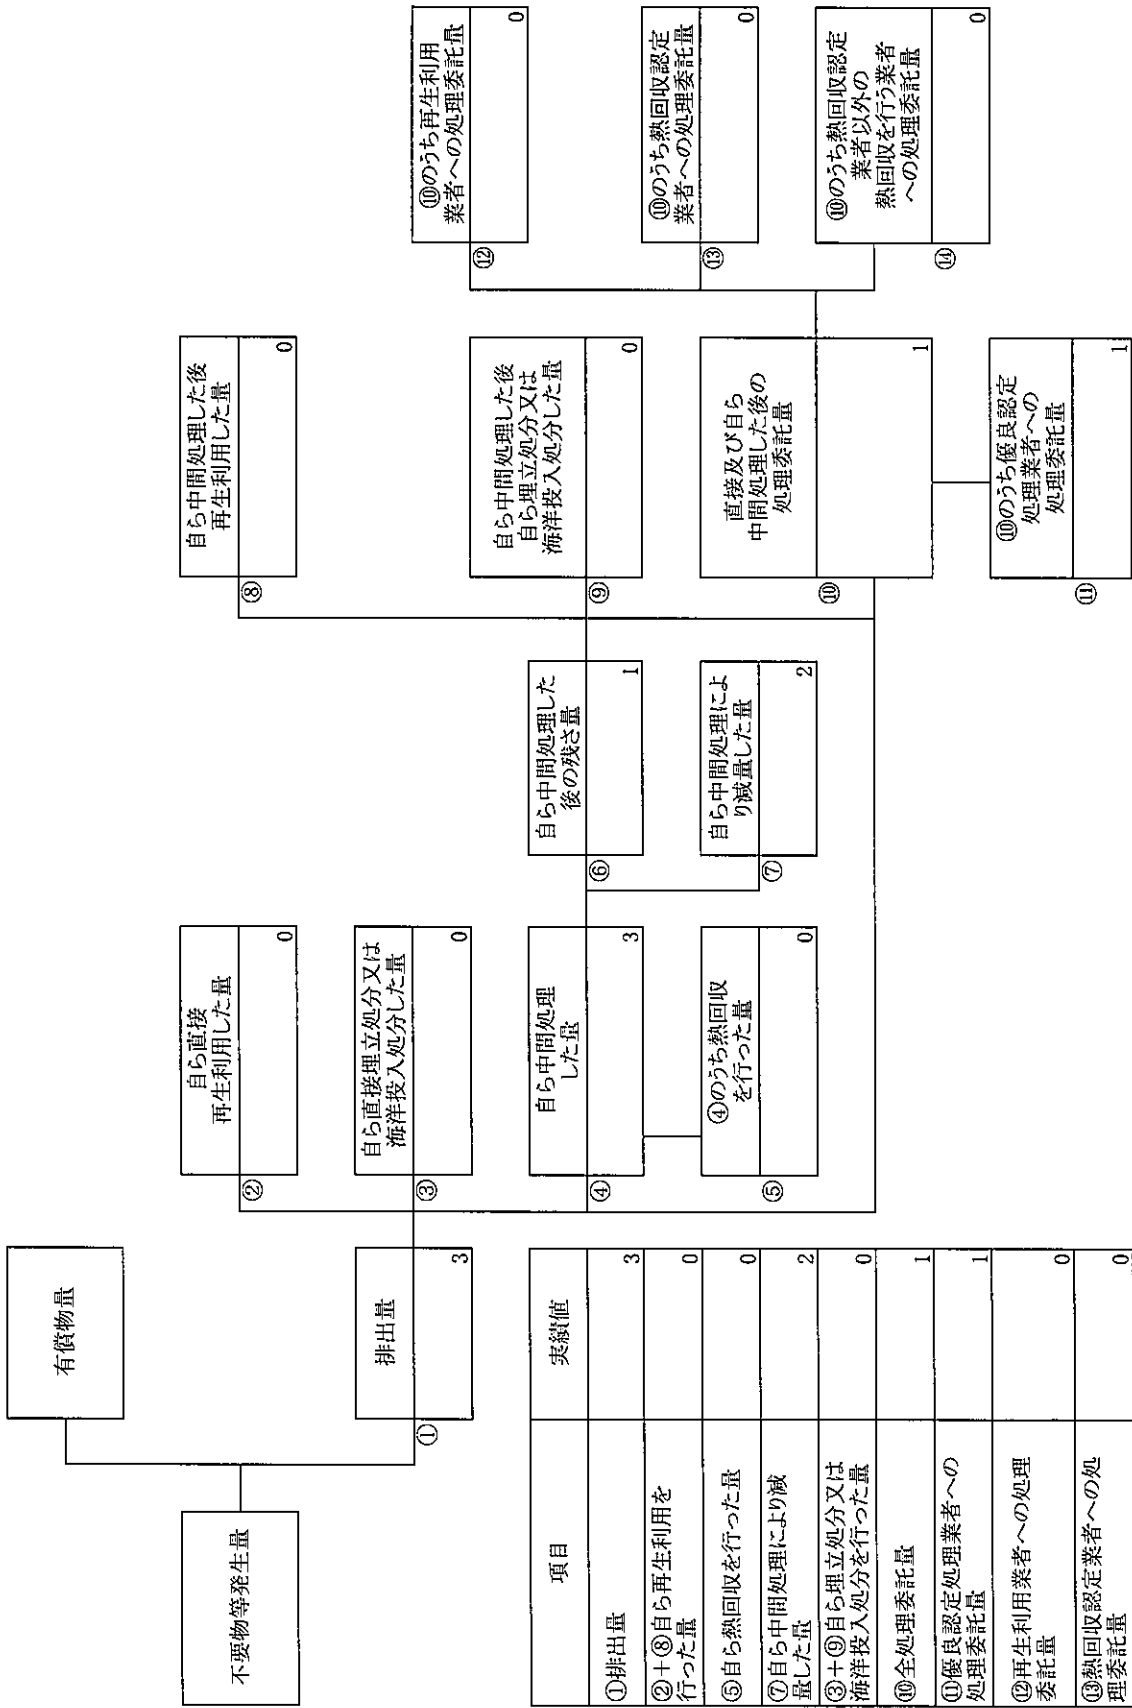 不要物等発生量
有償物量
①
排出量
3
②
自ら直接
再生利用した量
0
③
自ら直接埋立処分又は
海洋投入処分した量
0
④
自ら中間処理
した量
3
⑤
④のうち熱回収
を行った量
0
⑥
自ら中間処理した
後の残さ量
1
⑦
自ら中間処理によ
り減量した量
2
⑧
自ら中間処理した後
再生利用した量
0
⑨
自ら中間処理した後
自ら埋立処分又は
海洋投入処分した量
0
⑩
直接及び自ら
中間処理した後の
処理委託量
1
⑪
⑩のうち優良認定
処理業者への
処理委託量
1
⑫
⑩のうち再生利用
業者への処理委託量
0
⑬
⑩のうち熱回収認定
業者への処理委託量
0
⑭
⑩のうち熱回収認定
業者以外の
熱回収を行う業者
への処理委託量
0
項目 実績値
①排出量 3
②+⑧自ら再生利用を
行った量 0
⑤自ら熱回収を行った量 0
⑦自ら中間処理により減
量した量 2
③+⑨自ら埋立処分又は
海洋投入処分を行った量 0
⑩全処理委託量 1
⑪優良認定処理業者への
処理委託量 1
⑫再生利用業者への処理
委託量 0
⑬熱回収認定業者への処
理委託量 0